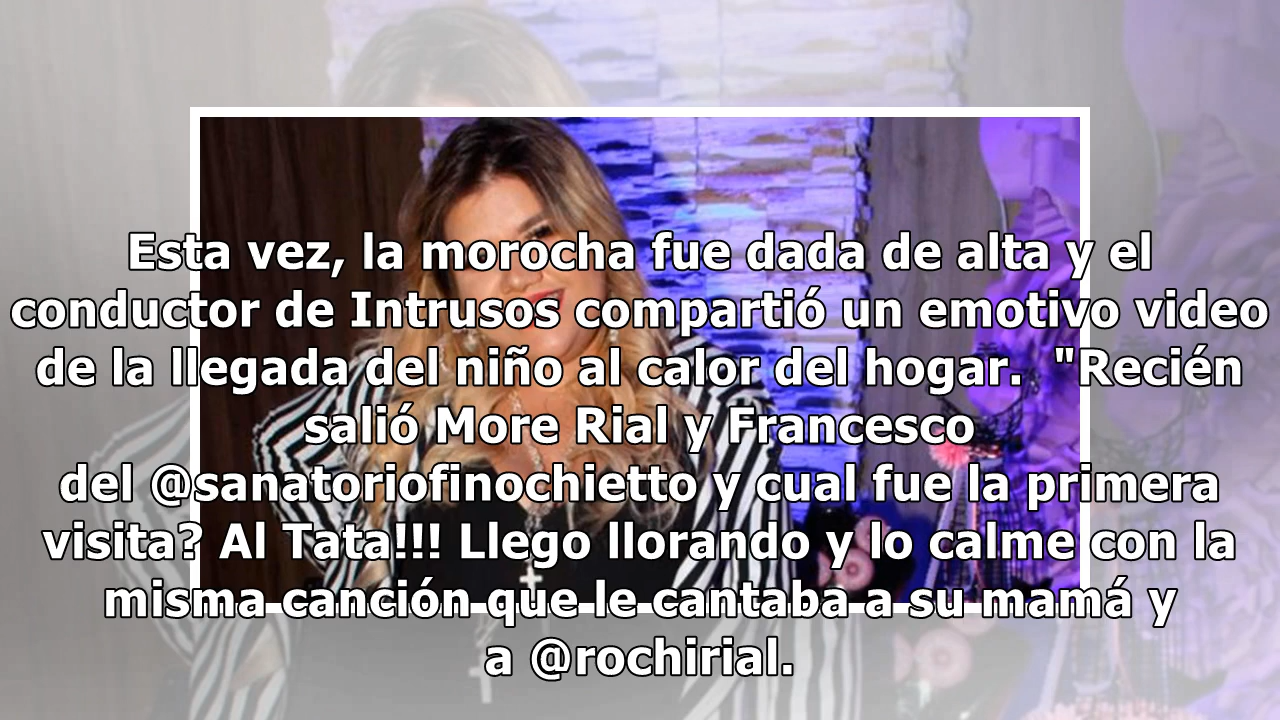 Esta vez, la morocha fue dada de alta y el
conductor de Intrusos compartió un emotivo video
de la llegada del niño al calor del hogar.  "Recién
salió More Rial y Francesco
del @sanatoriofinochietto y cual fue la primera
visita? Al Tata!!! Llego llorando y lo calme con la
misma canción que le cantaba a su mamá y
a @rochirial.